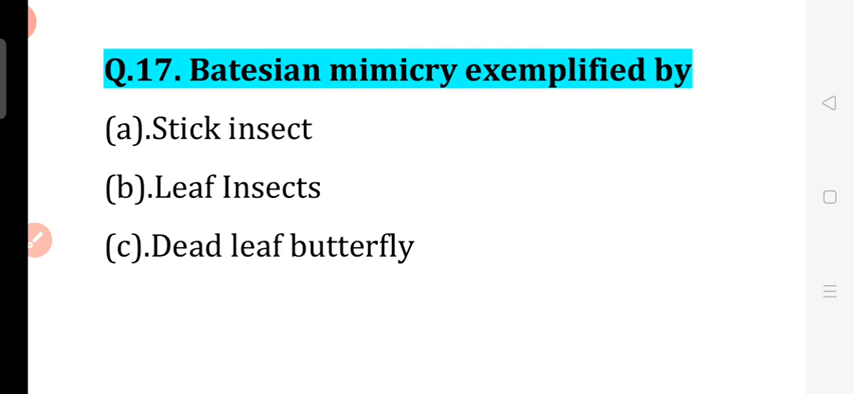 Q.17. Batesian mimicry exemplified by
(a).Stick insect
(b).Leaf Insects
(c).Dead leaf butterfly